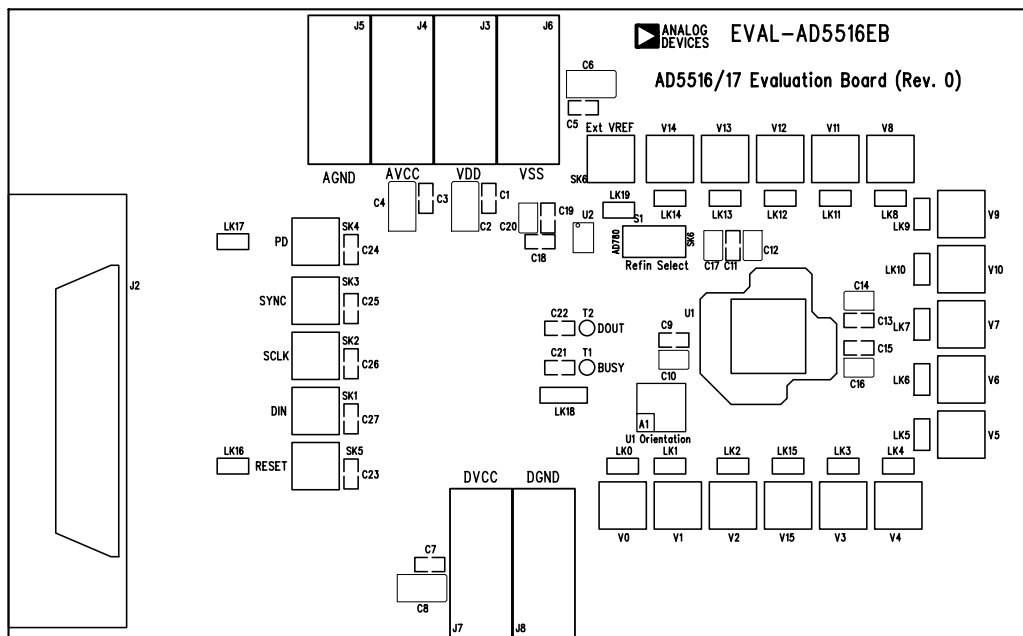 J5
J4
J3
J6
ANALOG
DEVICES
EVAL-AD5516EB
AD5516/17 Evaluation Board (Rev. 0)
C6
C5
Ext VREF
V14
V13
V12
V11
V8
SK6
AGND
AVCC
VDD
VSS
C4
C3
C1
C2
C20
C19
C18
U2
LK19
S1
AD780
SK6
Refin Select
LK14
LK13
LK12
LK11
LK8
LK9
V9
C17
C11
C12
LK17
PD
SK4
C24
LK10
V10
J2
SYNC
SK3
C25
C14
C13
U1
C22
T2
DOUT
C9
LK7
V7
SCLK
SK2
C26
C21
T1
BUSY
C10
C15
C16
LK6
V6
DIN
SK1
C27
LK18
A1
U1 Orientation
LK5
V5
LK16
RESET
SK5
C23
LK0
LK1
LK2
LK15
LK3
LK4
DVCC
DGND
V0
V1
V2
V15
V3
V4
C7
C8
J7
J8